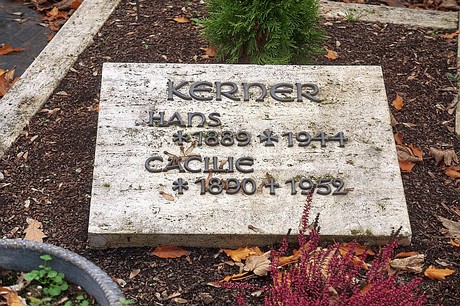 KERNER
HANS
* 1889 ✠ 1944
CÄCILIE
* 1890 + 1952